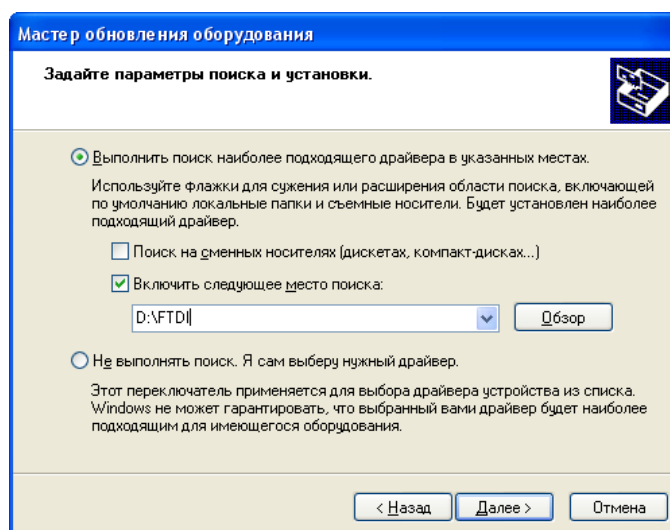 Мастер обновления оборудования
Задайте параметры поиска и установки.
Выполнить поиск наиболее подходящего драйвера в указанных местах.
Используйте флажки для сужения или расширения области поиска, включающей
по умолчанию локальные папки и съемные носители. Будет установлен наиболее
подходящий драйвер.
Поиск на сменных носителях (дискетах, компакт-дисках...)
Включить следующее место поиска:
D:\FTDI
Обзор
Не выполнять поиск. Я сам выберу нужный драйвер.
Этот переключатель применяется для выбора драйвера устройства из списка.
Windows не может гарантировать, что выбранный вами драйвер будет наиболее
подходящим для имеющегося оборудования.
< Назад Далее > Отмена